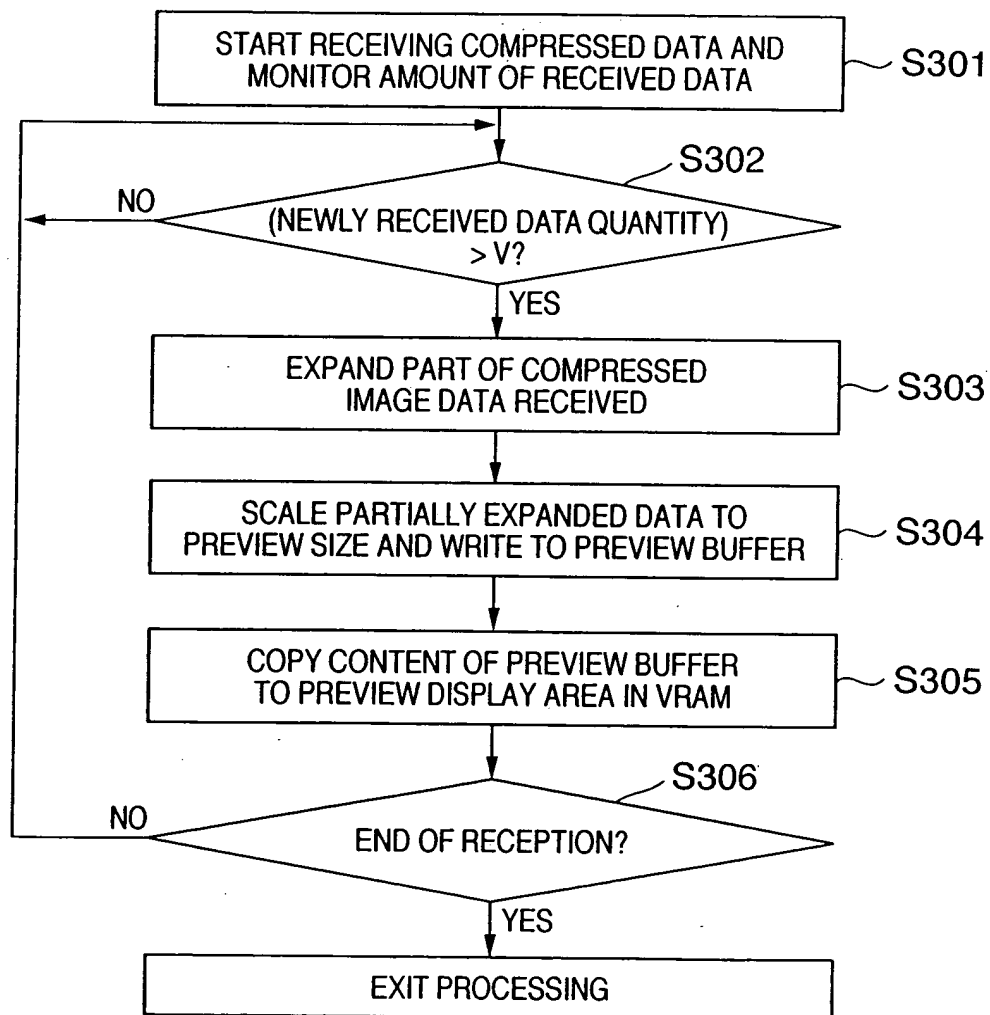 START RECEIVING COMPRESSED DATA AND
MONITOR AMOUNT OF RECEIVED DATA
S301
S302
NO
(NEWLY RECEIVED DATA QUANTITY)
> V?
YES
EXPAND PART OF COMPRESSED
IMAGE DATA RECEIVED
S303
SCALE PARTIALLY EXPANDED DATA TO
PREVIEW SIZE AND WRITE TO PREVIEW BUFFER
S304
COPY CONTENT OF PREVIEW BUFFER
TO PREVIEW DISPLAY AREA IN VRAM
S305
S306
NO
END OF RECEPTION?
YES
EXIT PROCESSING